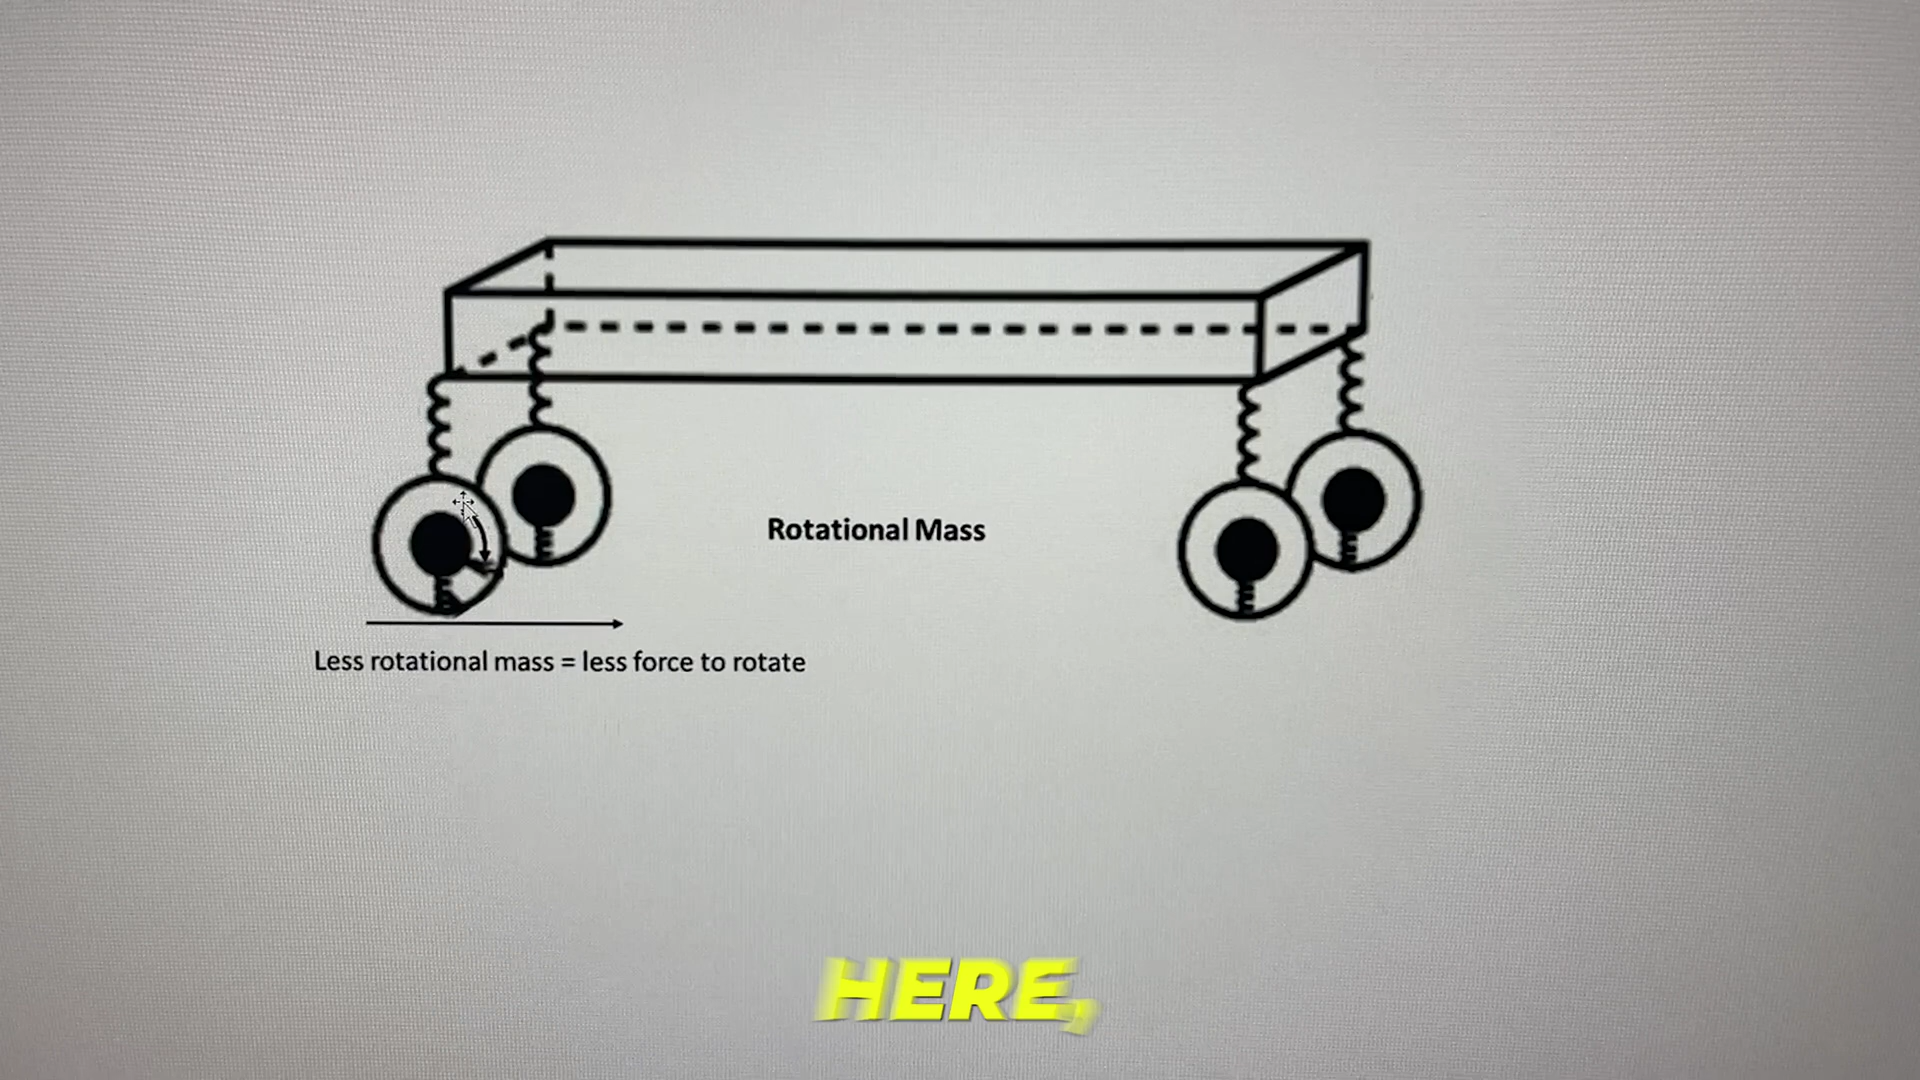 Rotational Mass
Less rotational mass = less force to rotate
HERE,